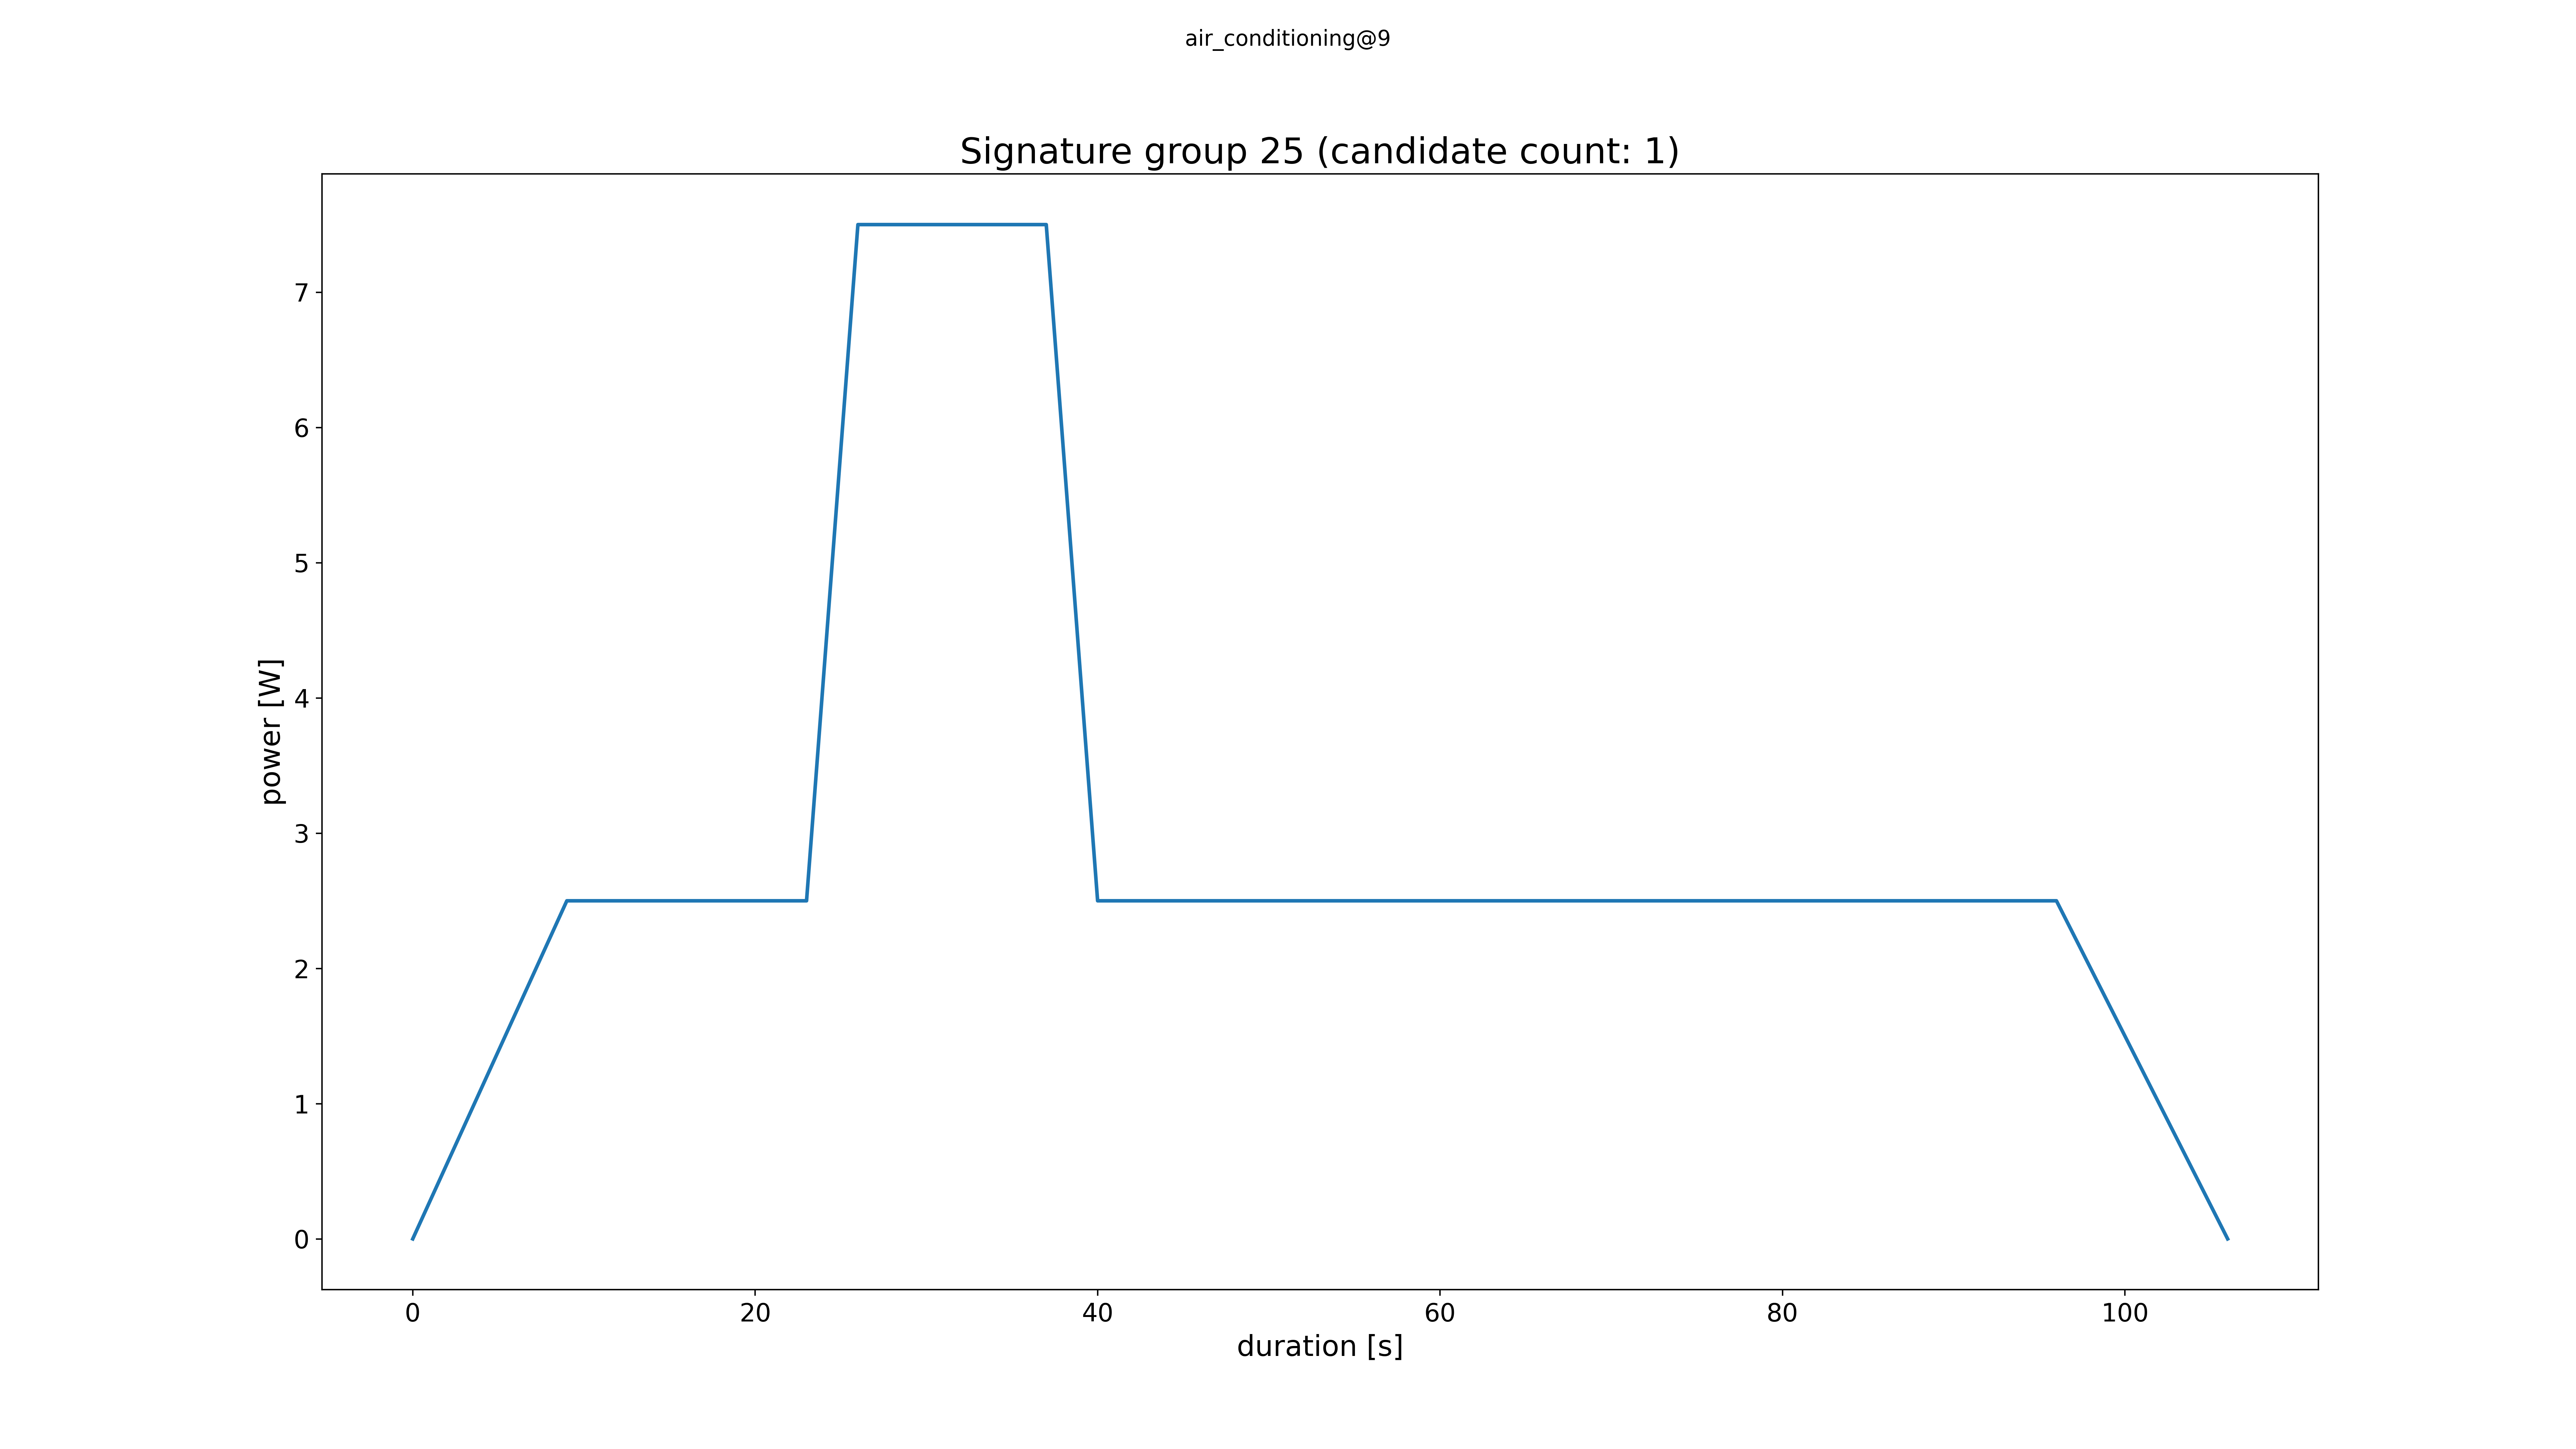 air_conditioning@9
Signature group 25 (candidate count: 1)
power [W]
7
6
5
4
3
2
1
0
0 20 40 60 80 100
duration [s]